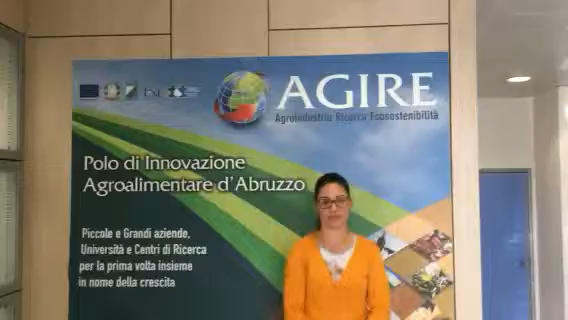 AGIRE
Agroindustria Ricerca Ecosostenibilità
Polo di Innovazione
Agroalimentare d'Abruzzo
Piccole e Grandi aziende,
Università e Centri di Ricerca
per la prima volta insieme
in nome della crescita